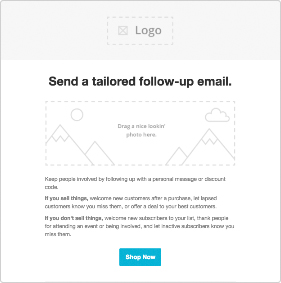 Logo
Send a tailored follow-up email.
Drag a nice lookin'
photo here.
Keep people involved by following up with a personal message or discount
code.
If you sell things, welcome new customers after a purchase, let lapsed
customers know you miss them, or offer a deal to your best customers.
If you don't sell things, welcome new subscribers to your list, thank people
for attending an event or being involved, and let inactive subscribers know you
miss them.
Shop Now